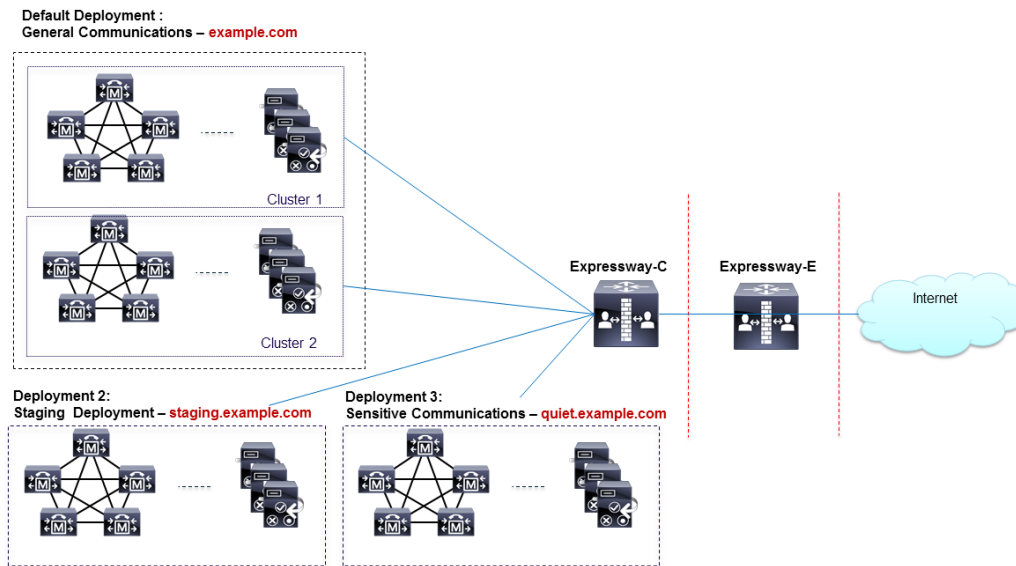 Default Deployment :
General Communications – example.com
M
M
M
M
M
Cluster 1
M
M
M
M
M
Cluster 2
Expressway-C
Expressway-E
Internet
Deployment 2:
Staging Deployment – staging.example.com
M
M
M
M
M
Deployment 3:
Sensitive Communications – quiet.example.com
M
M
M
M
M